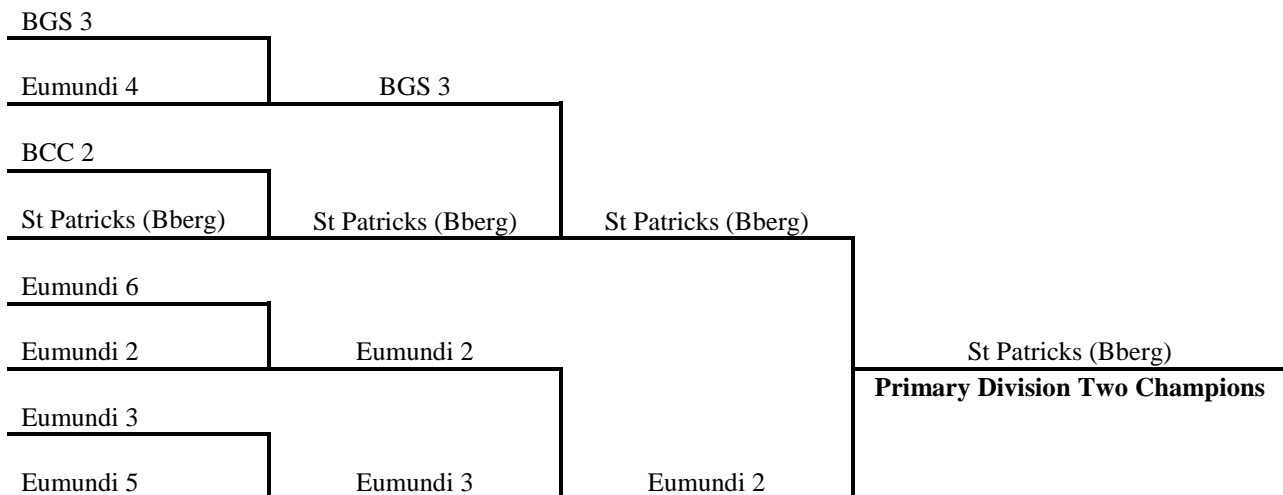 BGS 3
Eumundi 4 BGS 3
BCC 2
St Patricks (Bberg) St Patricks (Bberg) St Patricks (Bberg)
Eumundi 6
Eumundi 2 Eumundi 2 St Patricks (Bberg)
Primary Division Two Champions
Eumundi 3
Eumundi 5 Eumundi 3 Eumundi 2